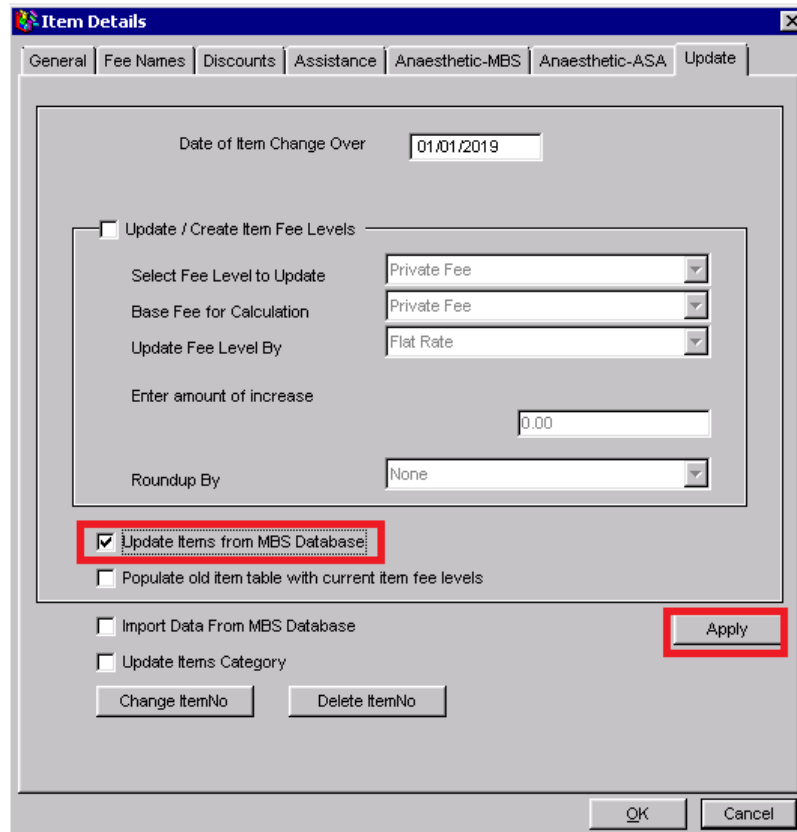 Item Details
General Fee Names Discounts Assistance Anaesthetic-MBS Anaesthetic-ASA Update
Date of Item Change Over 01/01/2019
Update / Create Item Fee Levels
Select Fee Level to Update Private Fee
Base Fee for Calculation Private Fee
Update Fee Level By Flat Rate
Enter amount of increase
0.00
Roundup By None
Update Items from MBS Database
Populate old item table with current item fee levels
Import Data From MBS Database
Apply
Update Items Category
Change ItemNo Delete ItemNo
OK Cancel